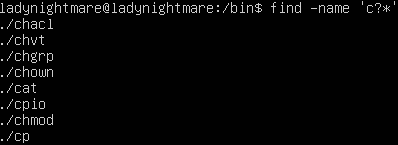 ladynightmare@ladynightmare:/bin$ find -name 'c?*'
./chacl
./chvt
./chgrp
./chown
./cat
./cpio
./chmod
./cp